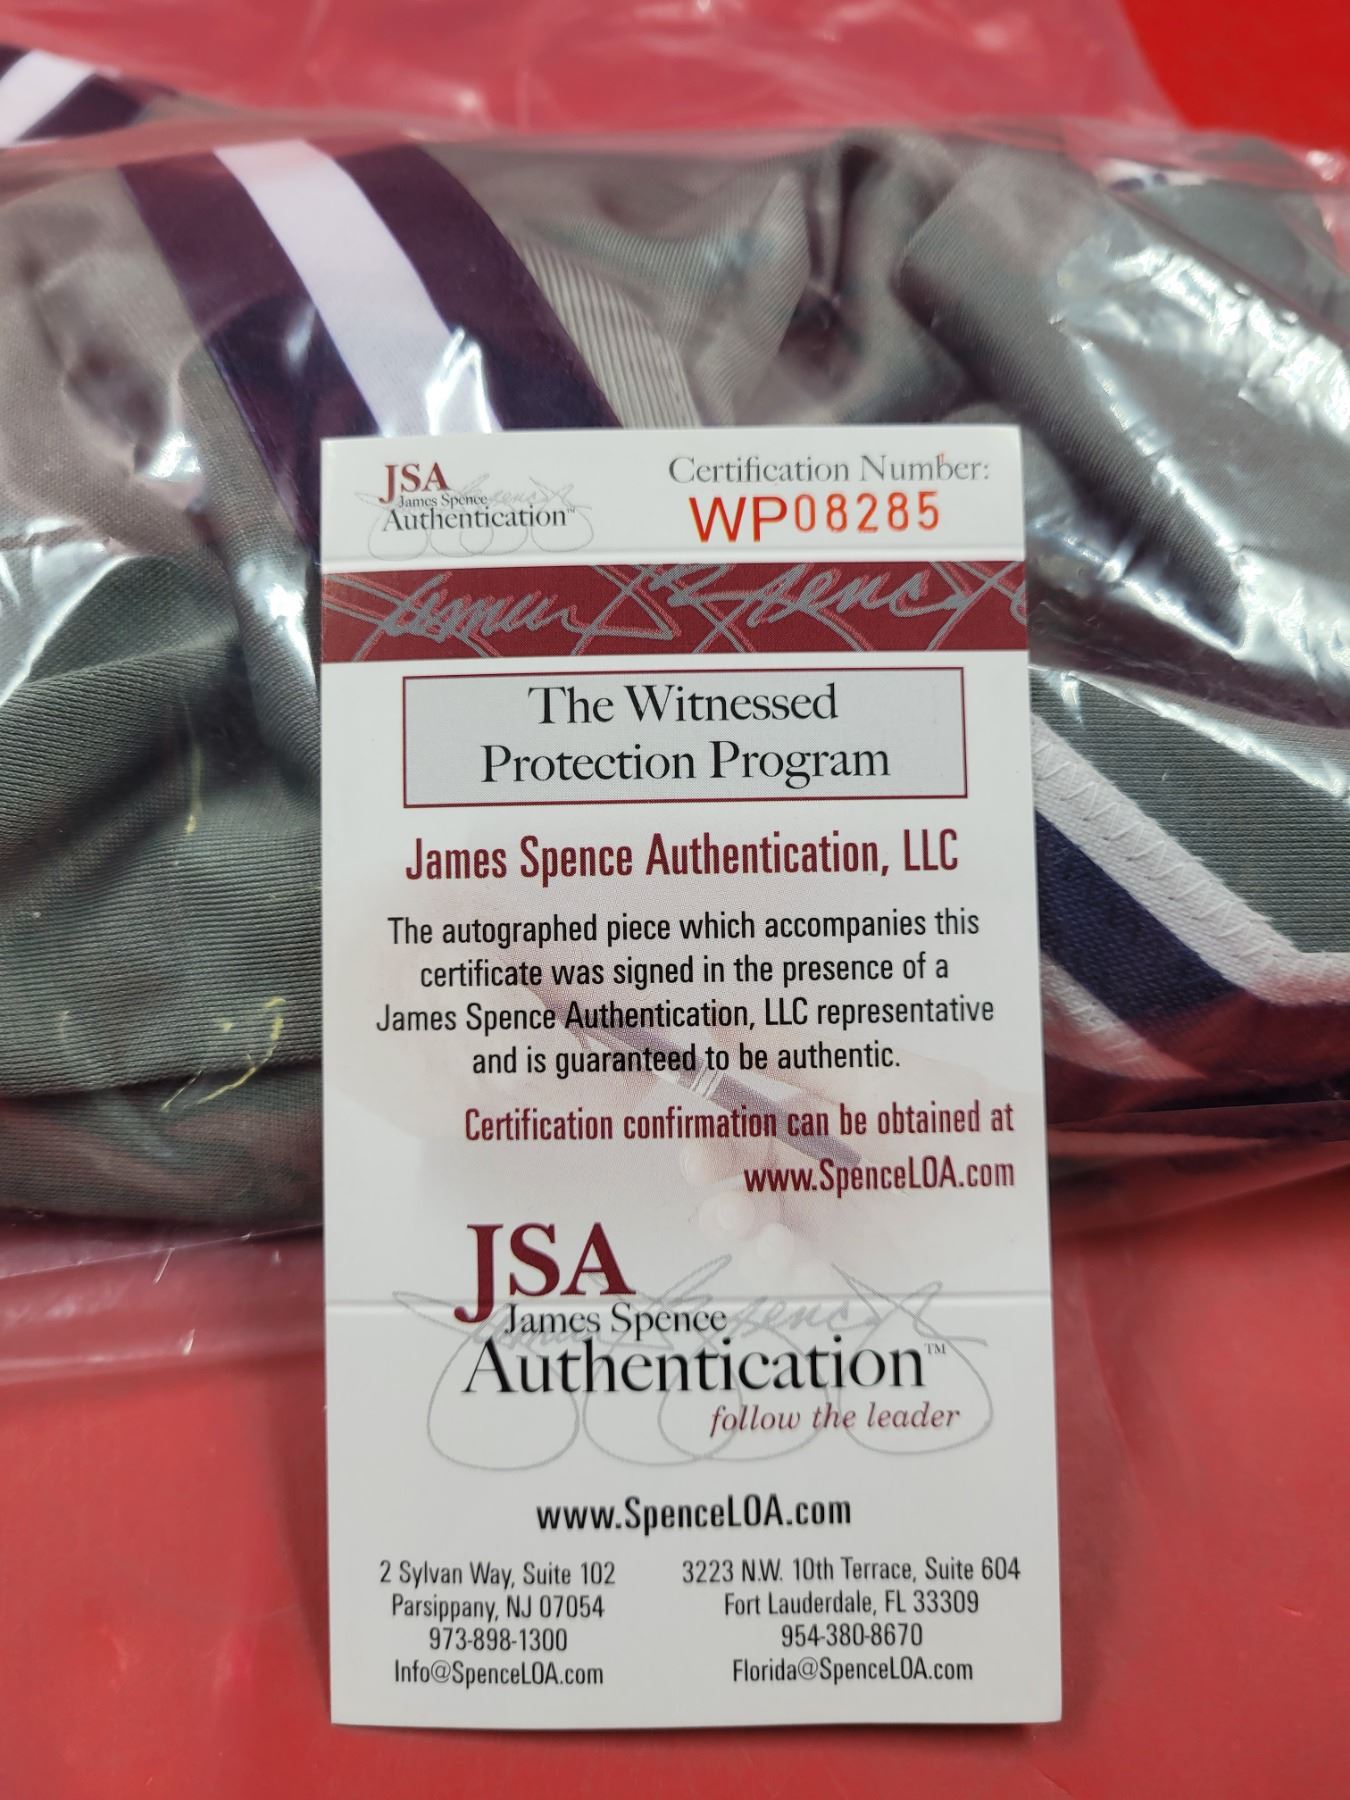 JSA
James Spence
Authentication™
Certification Number:
WP08285
James Spence
The Witnessed
Protection Program
James Spence Authentication, LLC
The autographed piece which accompanies this
certificate was signed in the presence of a
James Spence Authentication, LLC representative
and is guaranteed to be authentic.
Certification confirmation can be obtained at
www.SpenceLOA.com
JSA
James Spence
Authentication™
follow the leader
www.SpenceLOA.com
2 Sylvan Way, Suite 102
Parsippany, NJ 07054
973-898-1300
Info@SpenceLOA.com
3223 N.W. 10th Terrace, Suite 604
Fort Lauderdale, FL 33309
954-380-8670
Florida@SpenceLOA.com